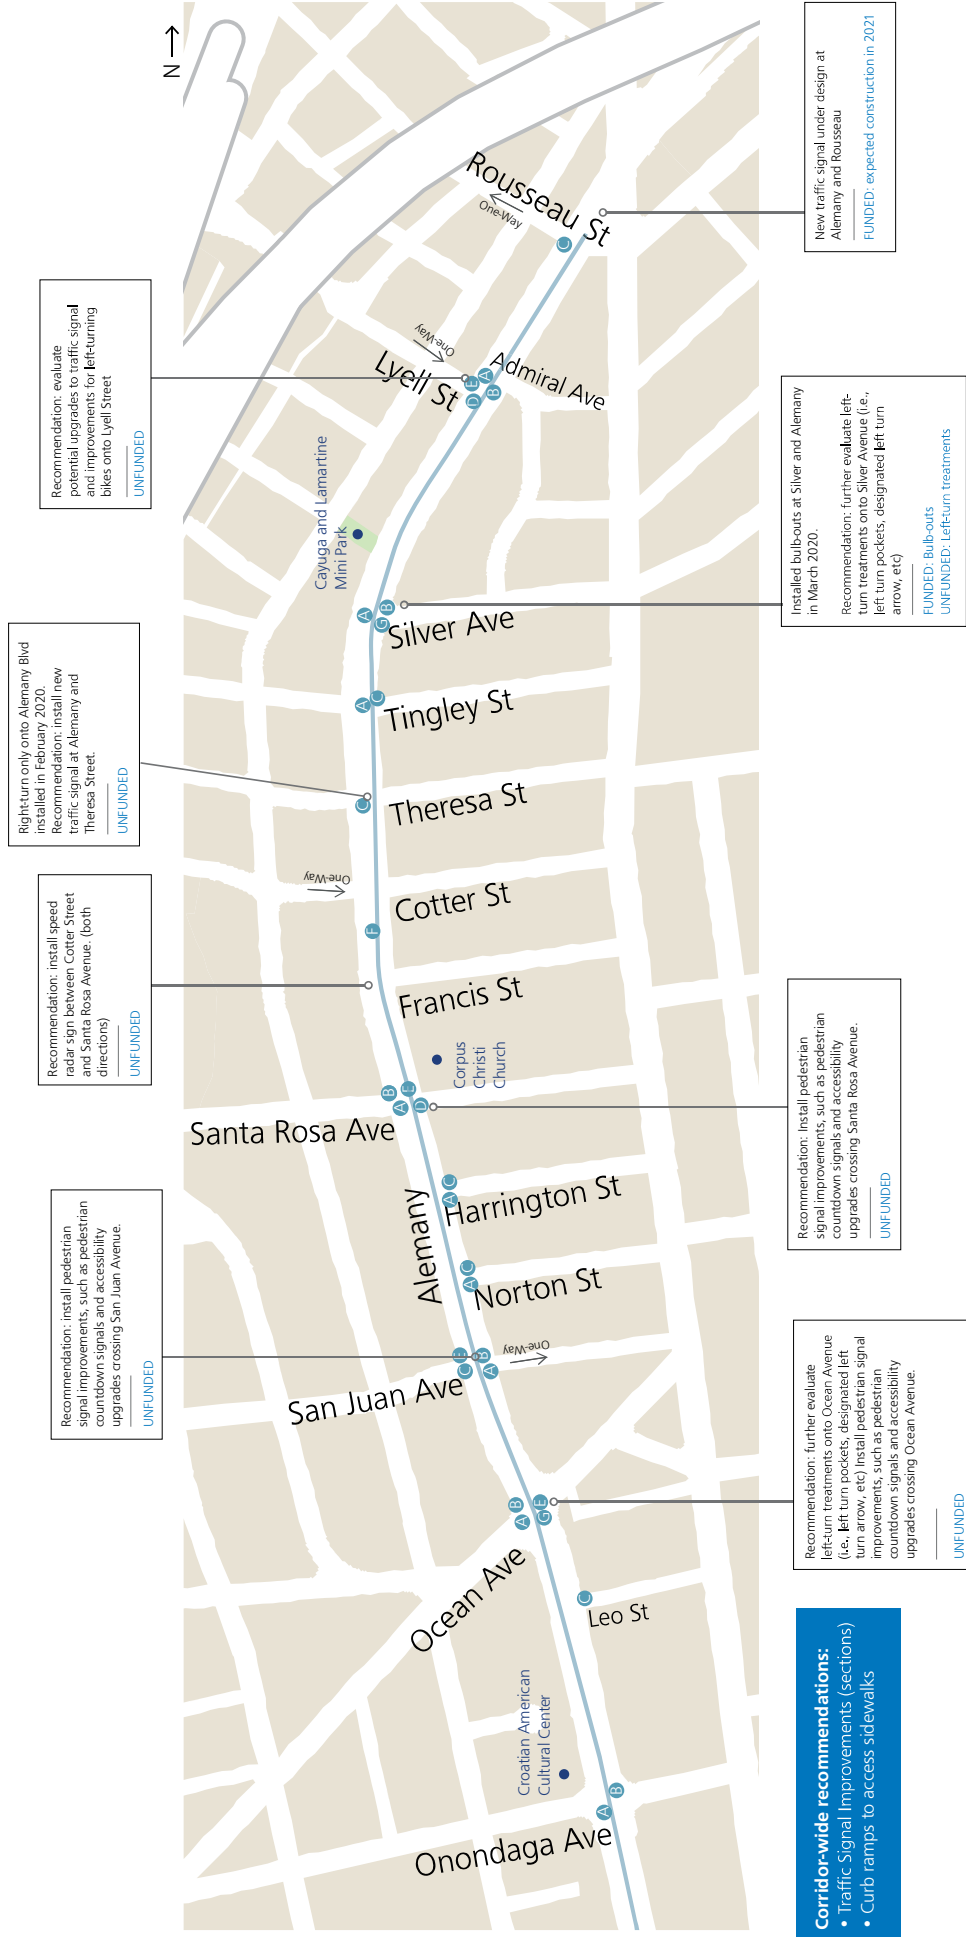 Recommendation: install pedestrian
signal improvements, such as pedestrian
countdown signals and accessibility
upgrades crossing San Juan Avenue.
UNFUNDED
Recommendation: install speed
radar sign between Cotter Street
and Santa Rosa Avenue. (both
directions)
UNFUNDED
Right-turn only onto Alemany Blvd
installed in February 2020.
Recommendation: install new
traffic signal at Alemany and
Theresa Street.
UNFUNDED
Recommendation: evaluate
potential upgrades to traffic signal
and improvements for left-turning
bikes onto Lyell Street
UNFUNDED
N
Onondaga Ave
A
B
Croatian American
Cultural Center
Leo St
C
Ocean Ave
A
B
G
E
San Juan Ave
C
E
A
B
One-Way
Alemany
Norton St
A
C
Harrington St
A
C
Santa Rosa Ave
A
B
D
E
Corpus
Christi
Church
Francis St
F
Cotter St
One-Way
Theresa St
C
Tingley St
A
C
Silver Ave
A
G
B
Cayuga and Lamartine
Mini Park
Lyell St
One-Way
D
E
B
A
Admiral Ave
Rousseau St
One-Way
C
Corridor-wide recommendations:
• Traffic Signal Improvements (sections)
• Curb ramps to access sidewalks
Recommendation: further evaluate
left-turn treatments onto Ocean Avenue
(i.e., left turn pockets, designated left
turn arrow, etc) Install pedestrian signal
improvements, such as pedestrian
countdown signals and accessibility
upgrades crossing Ocean Avenue.
UNFUNDED
Recommendation: Install pedestrian
signal improvements, such as pedestrian
countdown signals and accessibility
upgrades crossing Santa Rosa Avenue.
UNFUNDED
Installed bulb-outs at Silver and Alemany
in March 2020.
Recommendation: further evaluate left-
turn treatments onto Silver Avenue (i.e.,
left turn pockets, designated left turn
arrow, etc)
FUNDED: Bulb-outs
UNFUNDED: Left-turn treatments
New traffic signal under design at
Alemany and Rousseau
FUNDED: expected construction in 2021